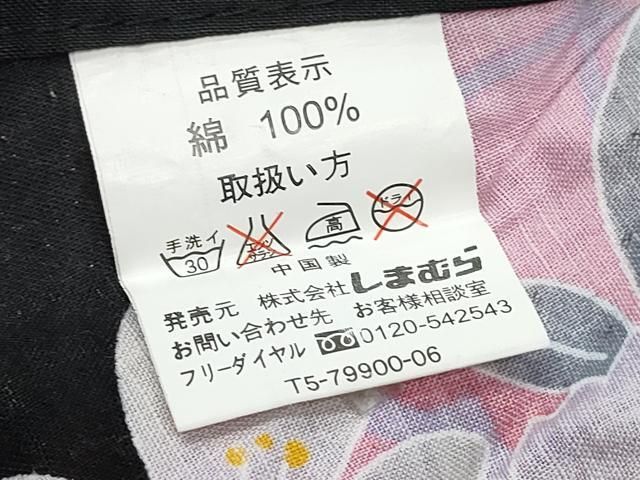 品質表示
綿 100%
取扱い方
手洗イ 30 エンソサラシ 高 ドライ
中国製
発売元 株式会社しまむら
お問い合わせ先 お客様相談室
フリーダイヤル 0120-542543
T5-79900-06